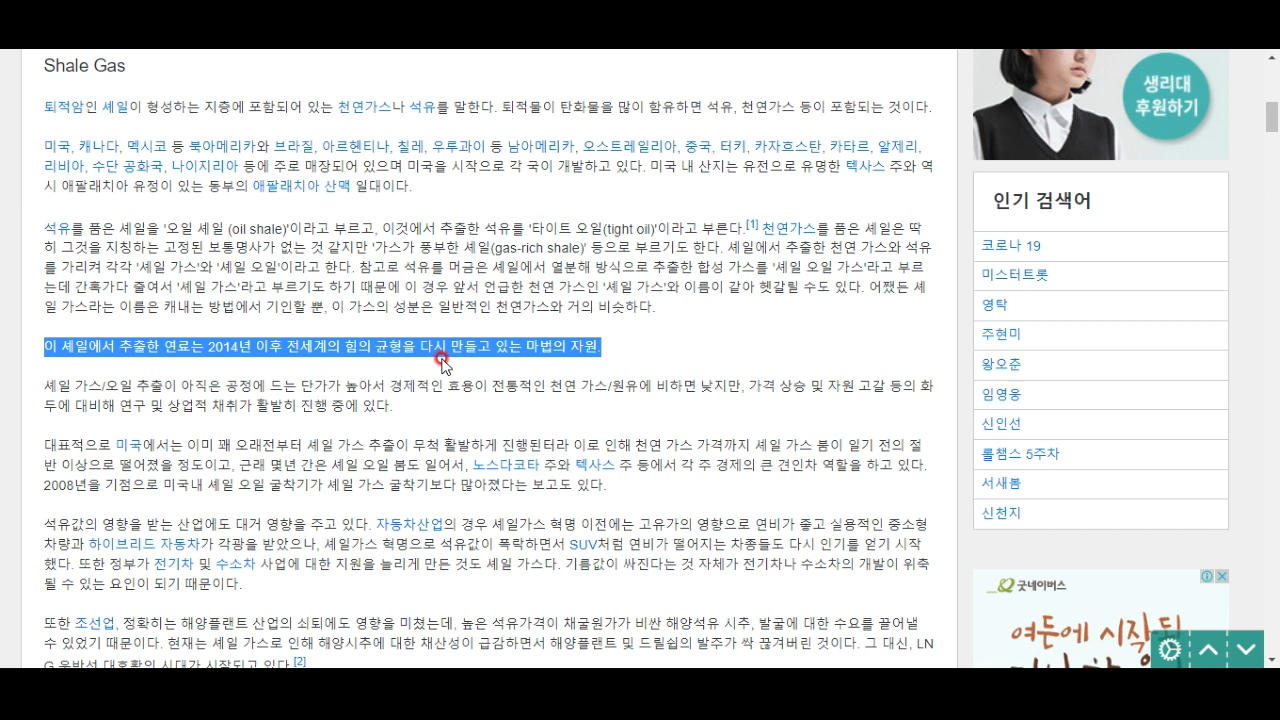 Shale Gas
퇴적암인 셰일이 형성하는 지층에 포함되어 있는 천연가스나 석유를 말한다. 퇴적물이 탄화물을 많이 함유하면 석유, 천연가스 등이 포함되는 것이다.
미국, 캐나다, 멕시코 등 북아메리카와 브라질, 아르헨티나, 칠레, 우루과이 등 남아메리카, 오스트레일리아, 중국, 터키, 카자흐스탄, 카타르, 알제리,
리비아, 수단 공화국, 나이지리아 등에 주로 매장되어 있으며 미국을 시작으로 각 국이 개발하고 있다. 미국 내 산지는 유전으로 유명한 텍사스 주와 역
시 애팔래치아 유정이 있는 동부의 애팔래치아 산맥 일대이다.
석유를 품은 셰일을 '오일 셰일 (oil shale)'이라고 부르고, 이것에서 추출한 석유를 '타이트 오일(tight oil)'이라고 부른다.[1] 천연가스를 품은 셰일은 딱
히 그것을 지칭하는 고정된 보통명사가 없는 것 같지만 '가스가 풍부한 셰일(gas-rich shale)' 등으로 부르기도 한다. 셰일에서 추출한 천연 가스와 석유
를 가리켜 각각 '셰일 가스'와 '셰일 오일'이라고 한다. 참고로 석유를 머금은 셰일에서 열분해 방식으로 추출한 합성 가스를 '셰일 오일 가스'라고 부르
는데 간혹가다 줄여서 '셰일 가스'라고 부르기도 하기 때문에 이 경우 앞서 언급한 천연 가스인 '셰일 가스'와 이름이 같아 헷갈릴 수도 있다. 어쨌든 셰
일 가스라는 이름은 캐내는 방법에서 기인할 뿐, 이 가스의 성분은 일반적인 천연가스와 거의 비슷하다.
이 셰일에서 추출한 연료는 2014년 이후 전세계의 힘의 균형을 다시 만들고 있는 마법의 자원.
셰일 가스/오일 추출이 아직은 공정에 드는 단가가 높아서 경제적인 효용이 전통적인 천연 가스/원유에 비하면 낮지만, 가격 상승 및 자원 고갈 등의 화
두에 대비해 연구 및 상업적 채취가 활발히 진행 중에 있다.
대표적으로 미국에서는 이미 꽤 오래전부터 셰일 가스 추출이 무척 활발하게 진행된터라 이로 인해 천연 가스 가격까지 셰일 가스 붐이 일기 전의 절
반 이상으로 떨어졌을 정도이고, 근래 몇년 간은 셰일 오일 붐도 일어서, 노스다코타 주와 텍사스 주 등에서 각 주 경제의 큰 견인차 역할을 하고 있다.
2008년을 기점으로 미국내 셰일 오일 굴착기가 셰일 가스 굴착기보다 많아졌다는 보고도 있다.
석유값의 영향을 받는 산업에도 대거 영향을 주고 있다. 자동차산업의 경우 셰일가스 혁명 이전에는 고유가의 영향으로 연비가 좋고 실용적인 중소형
차량과 하이브리드 자동차가 각광을 받았으나, 셰일가스 혁명으로 석유값이 폭락하면서 SUV처럼 연비가 떨어지는 차종들도 다시 인기를 얻기 시작
했다. 또한 정부가 전기차 및 수소차 사업에 대한 지원을 늘리게 만든 것도 셰일 가스다. 기름값이 싸진다는 것 자체가 전기차나 수소차의 개발이 위축
될 수 있는 요인이 되기 때문이다.
또한 조선업, 정확히는 해양플랜트 산업의 쇠퇴에도 영향을 미쳤는데, 높은 석유가격이 채굴원가가 비싼 해양석유 시추, 발굴에 대한 수요를 끌어낼
수 있었기 때문이다. 현재는 셰일 가스로 인해 해양시추에 대한 채산성이 급감하면서 해양플랜트 및 드릴쉽의 발주가 싹 끊겨버린 것이다. 그 대신, LN
G 운반선 대호황의 시대가 시작되고 있다.[2]
생리대
후원하기
인기 검색어
코로나 19
미스터트롯
영탁
주현미
왕오준
임영웅
신인선
롤챔스 5주차
서새봄
신천지
굿네이버스
여든에 시작된